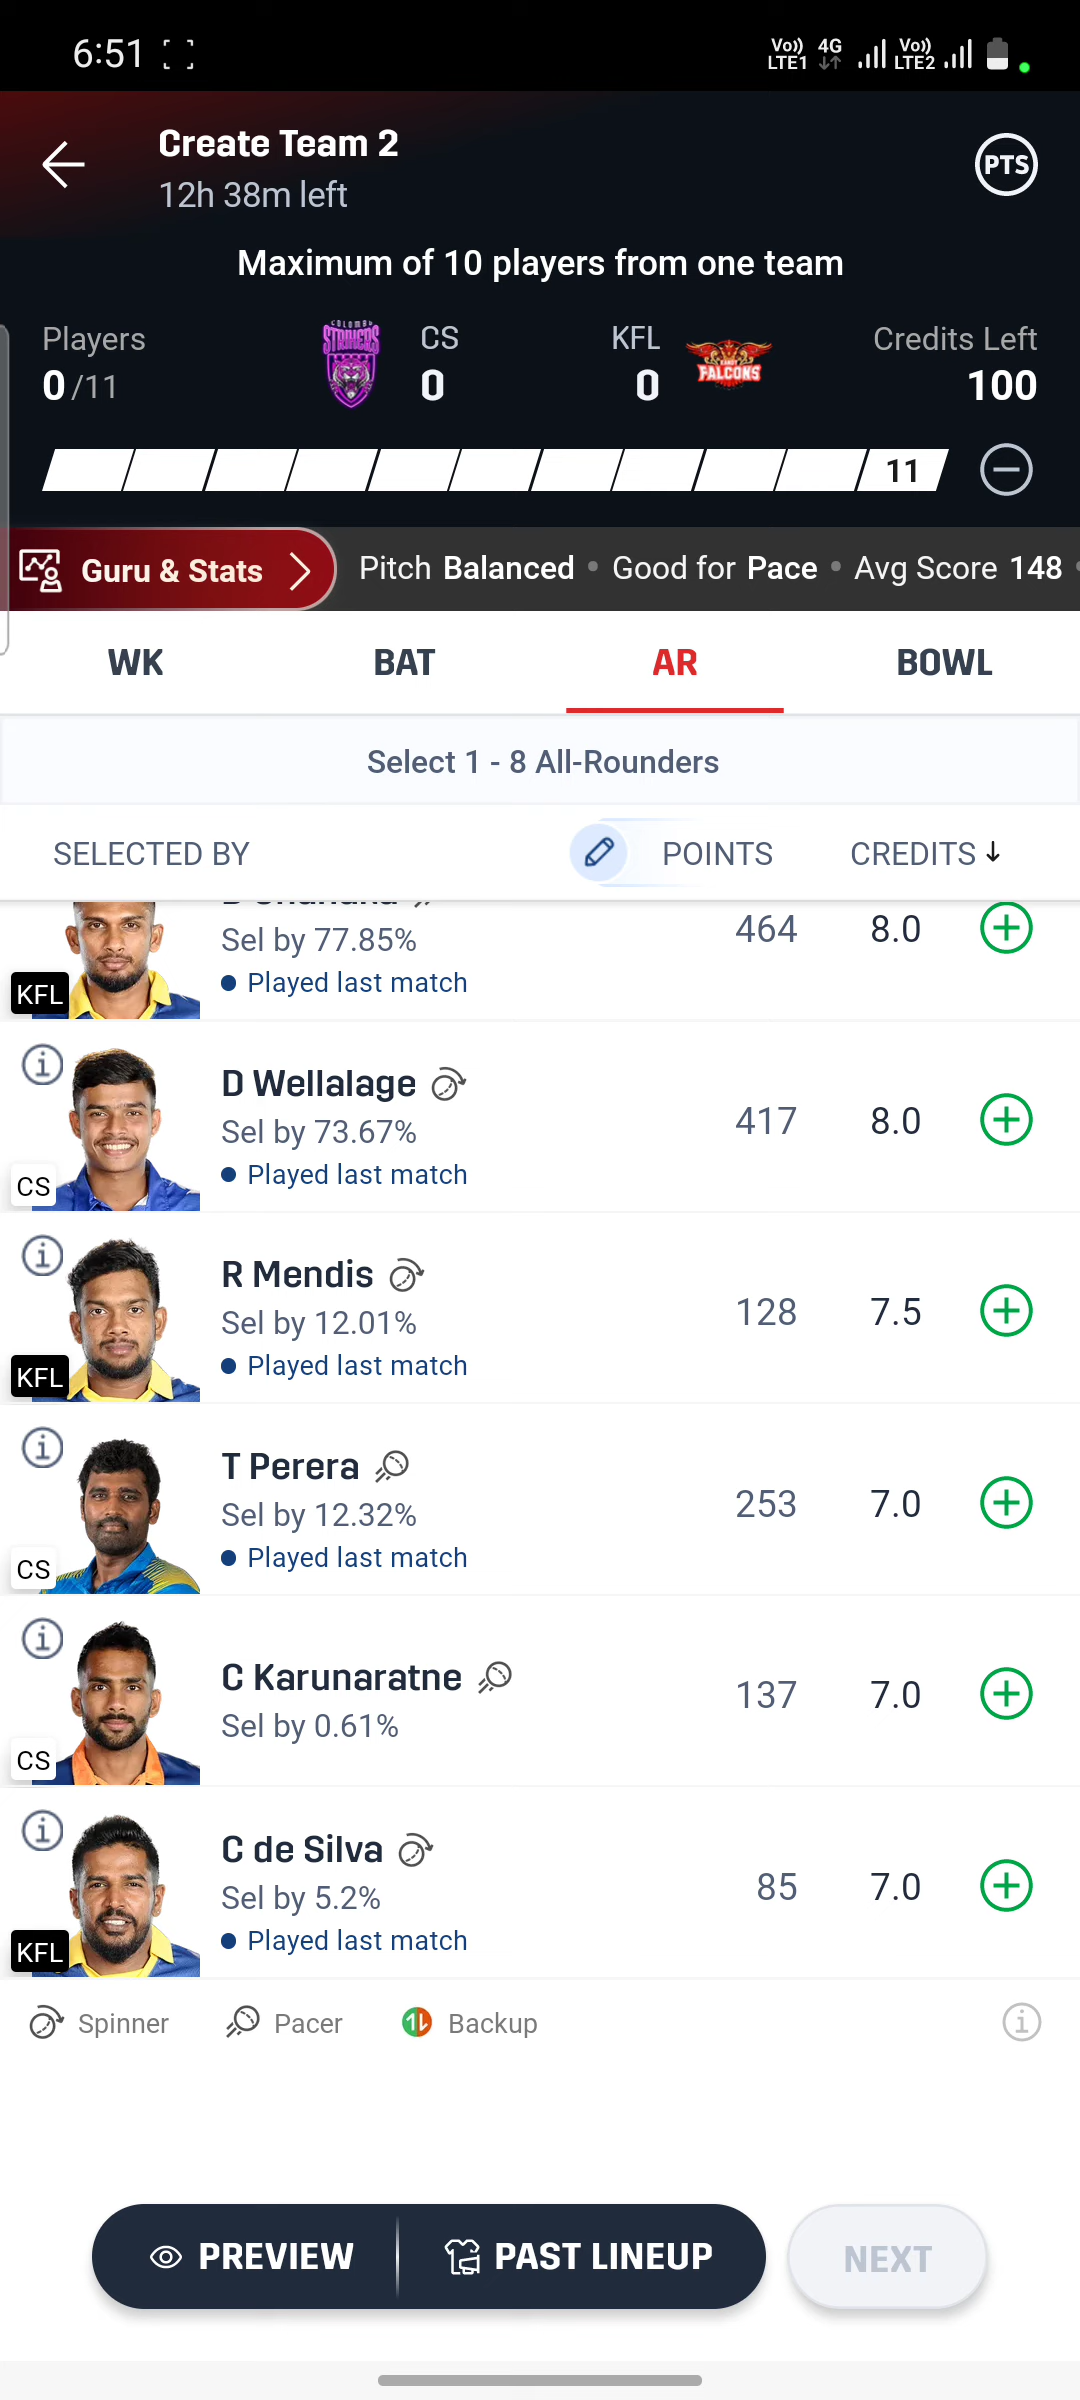 6:51
Vo)) LTE1 4G Vo)) LTE2
Create Team 2
12h 38m left
PTS
Maximum of 10 players from one team
Players
0/11
COLOMBO STRIKERS
CS
0
KFL
0
FALCONS
Credits Left
100
11
Guru & Stats
Pitch Balanced • Good for Pace • Avg Score 148
WK BAT AR BOWL
Select 1 - 8 All-Rounders
SELECTED BY POINTS CREDITS ↓
Sel by 77.85% 464 8.0
Played last match
KFL
D Wellalage
Sel by 73.67% 417 8.0
Played last match
CS
R Mendis
Sel by 12.01% 128 7.5
Played last match
KFL
T Perera
Sel by 12.32% 253 7.0
Played last match
CS
C Karunaratne
Sel by 0.61% 137 7.0
CS
C de Silva
Sel by 5.2% 85 7.0
Played last match
KFL
Spinner Pacer Backup
PREVIEW PAST LINEUP NEXT